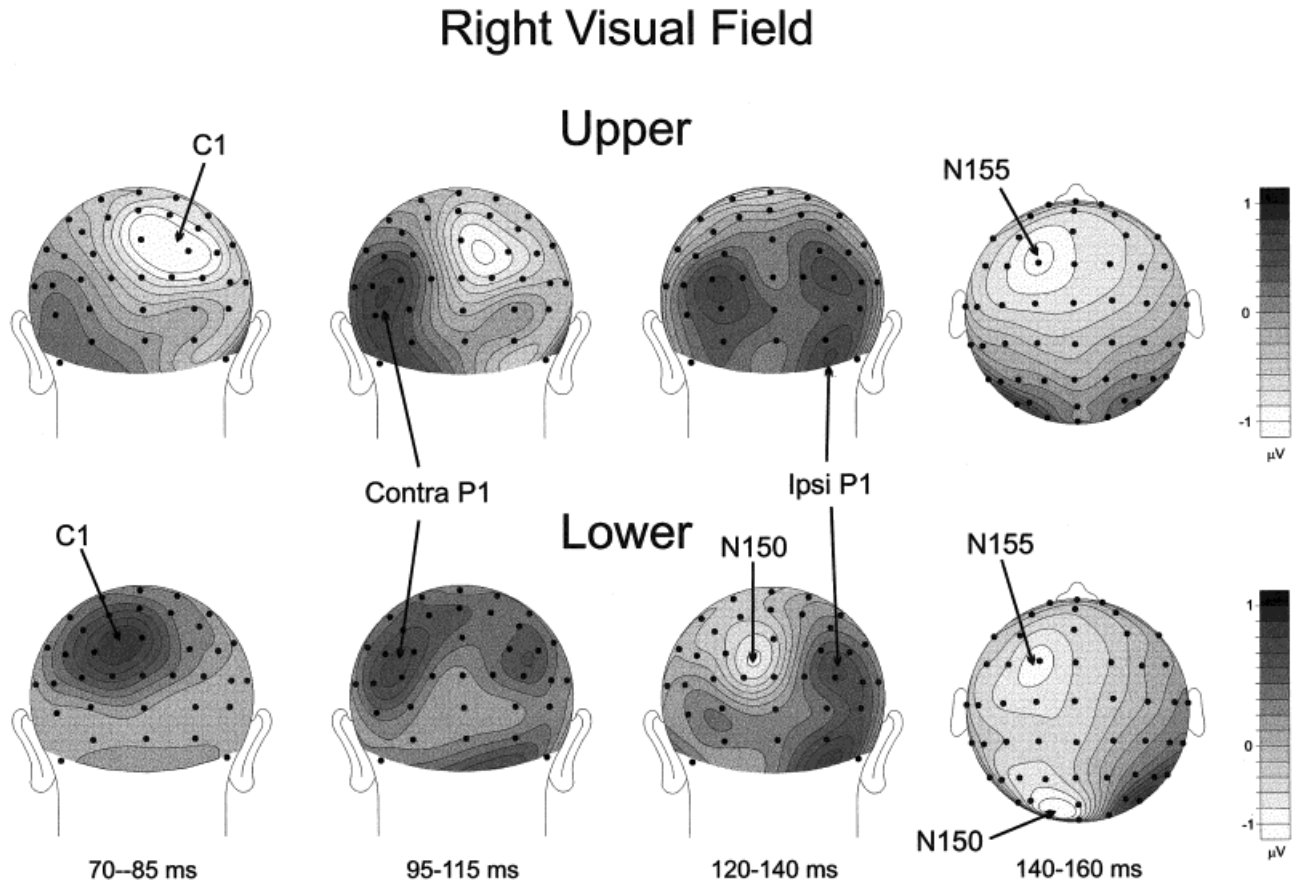 Right Visual Field
Upper
C1
N155
1
0
-1
μV
Contra P1
Ipsi P1
Lower
C1
N150
N155
1
0
-1
μV
N150
70--85 ms
95-115 ms
120-140 ms
140-160 ms